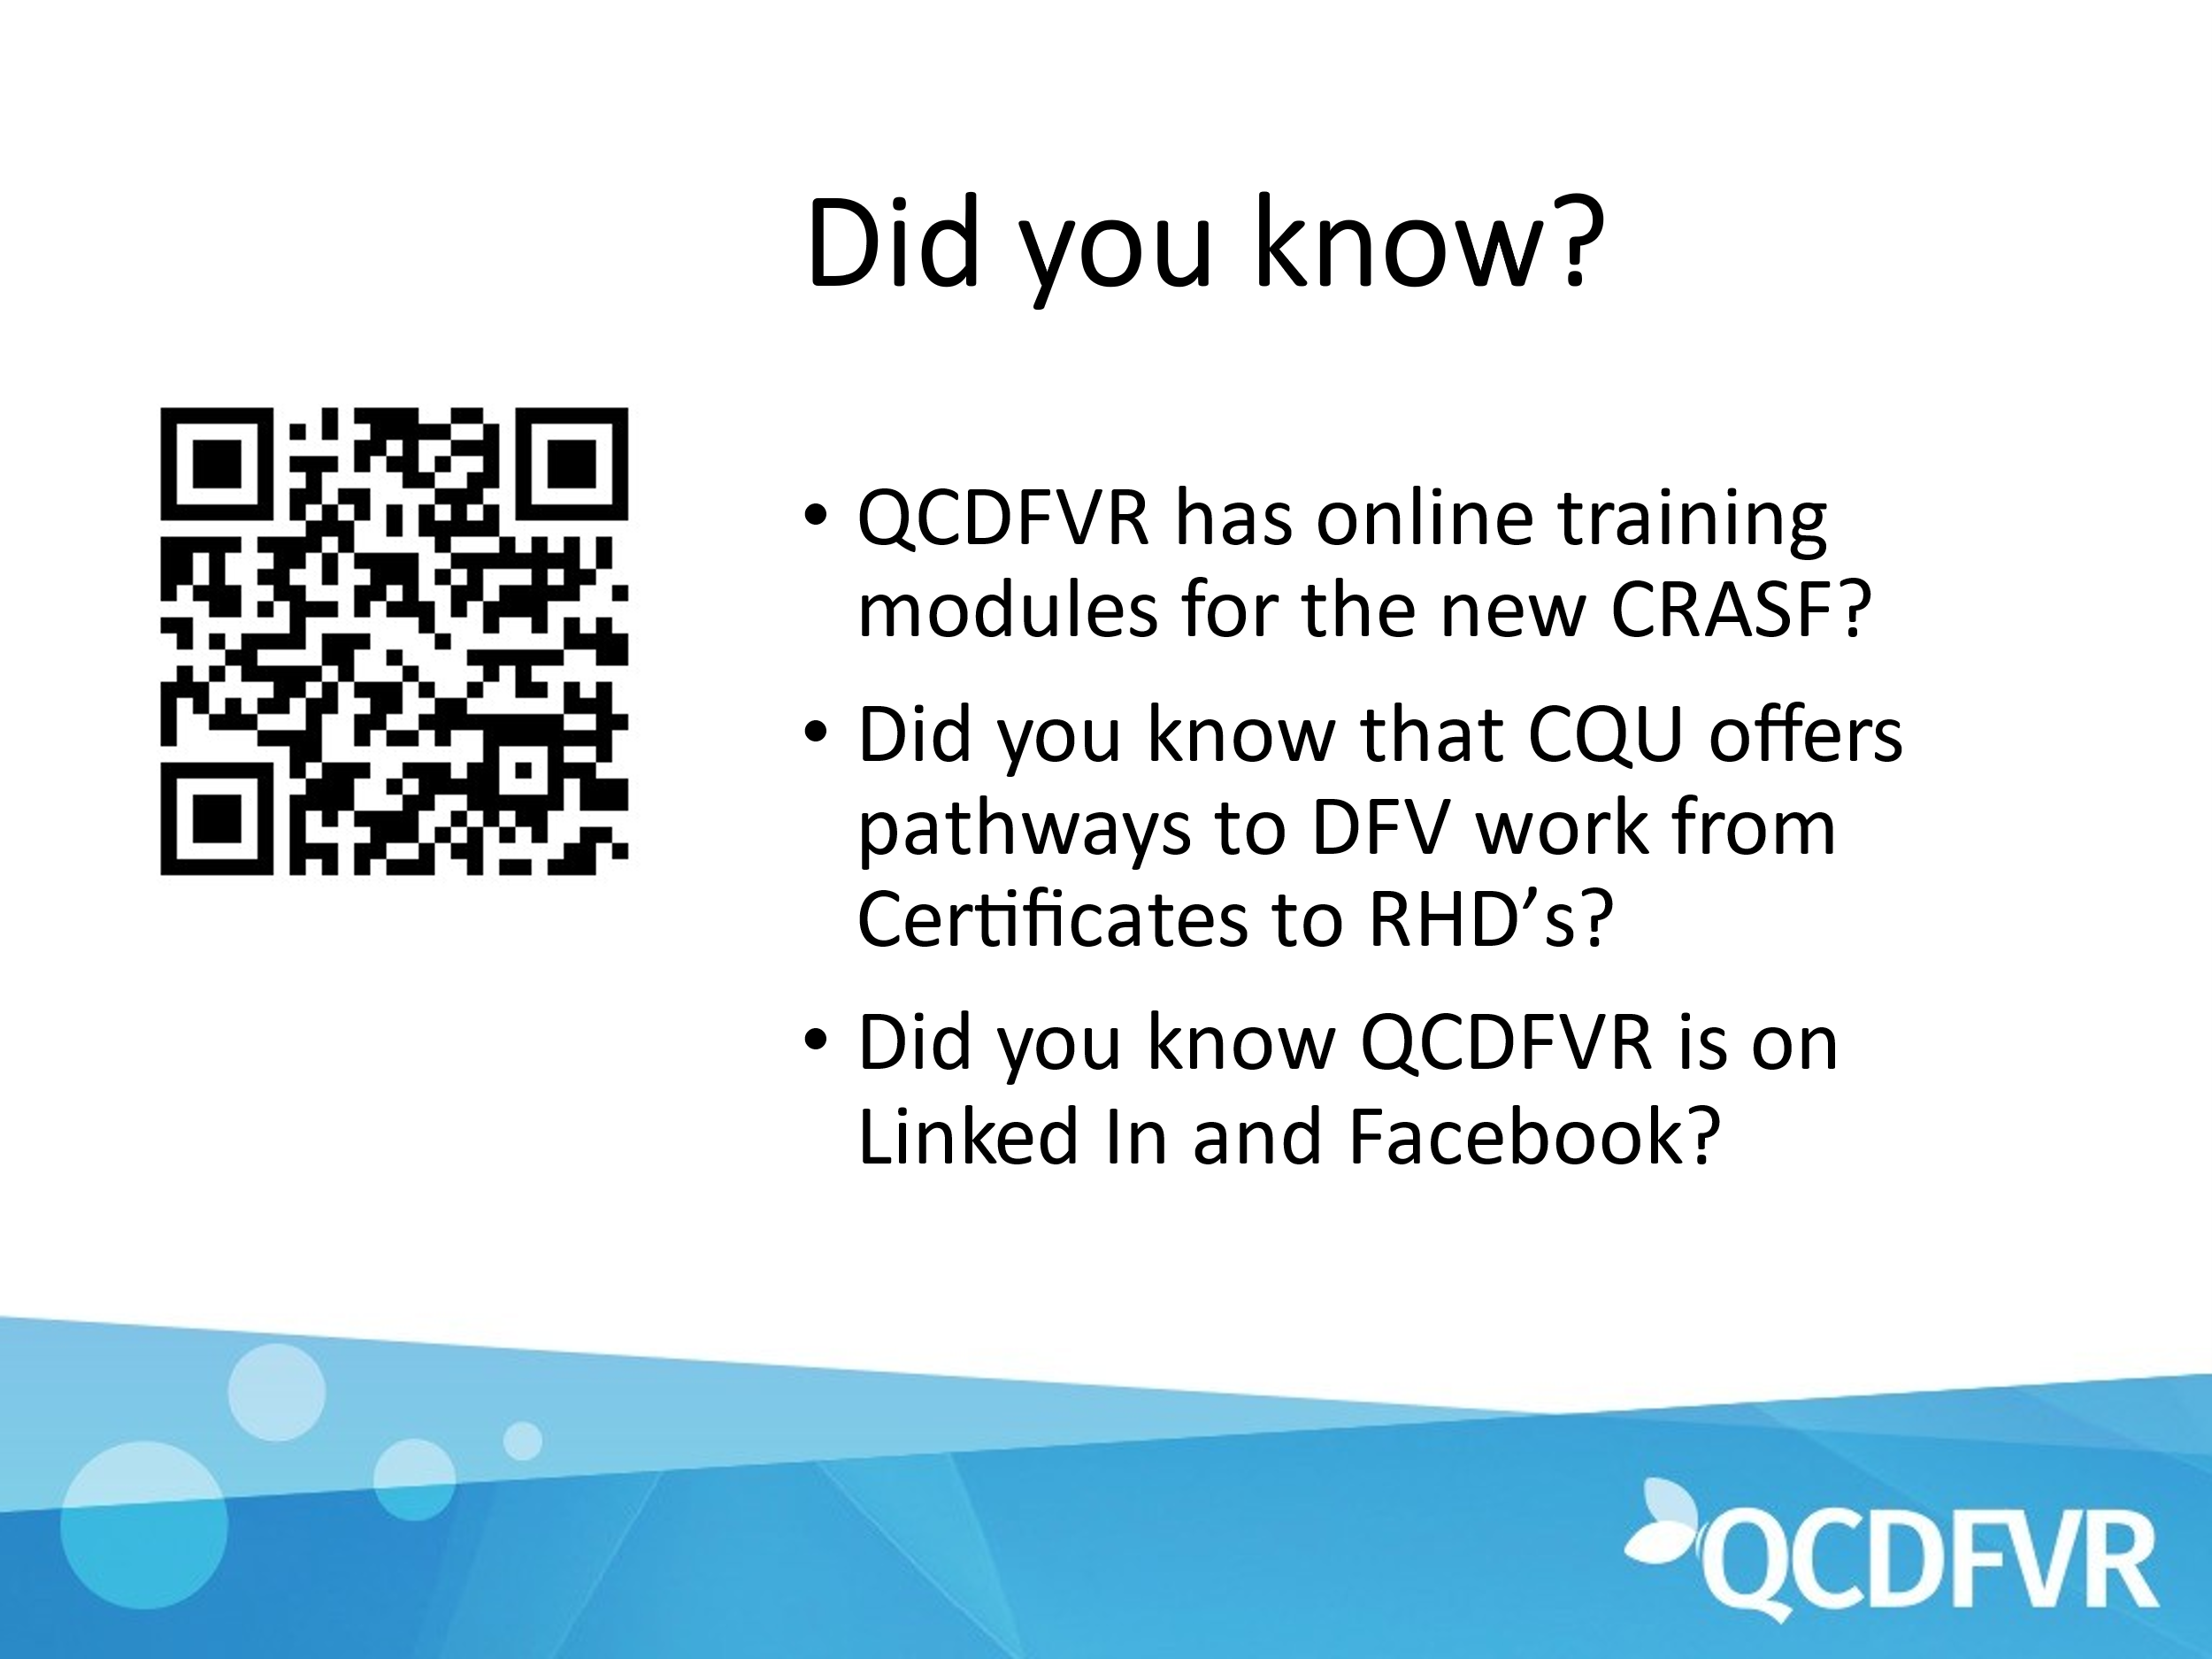 Did you know?
• QCDFVR has online training
modules for the new CRASF?
• Did you know that CQU offers
pathways to DFV work from
Certificates to RHD’s?
• Did you know QCDFVR is on
Linked In and Facebook?
QCDFVR